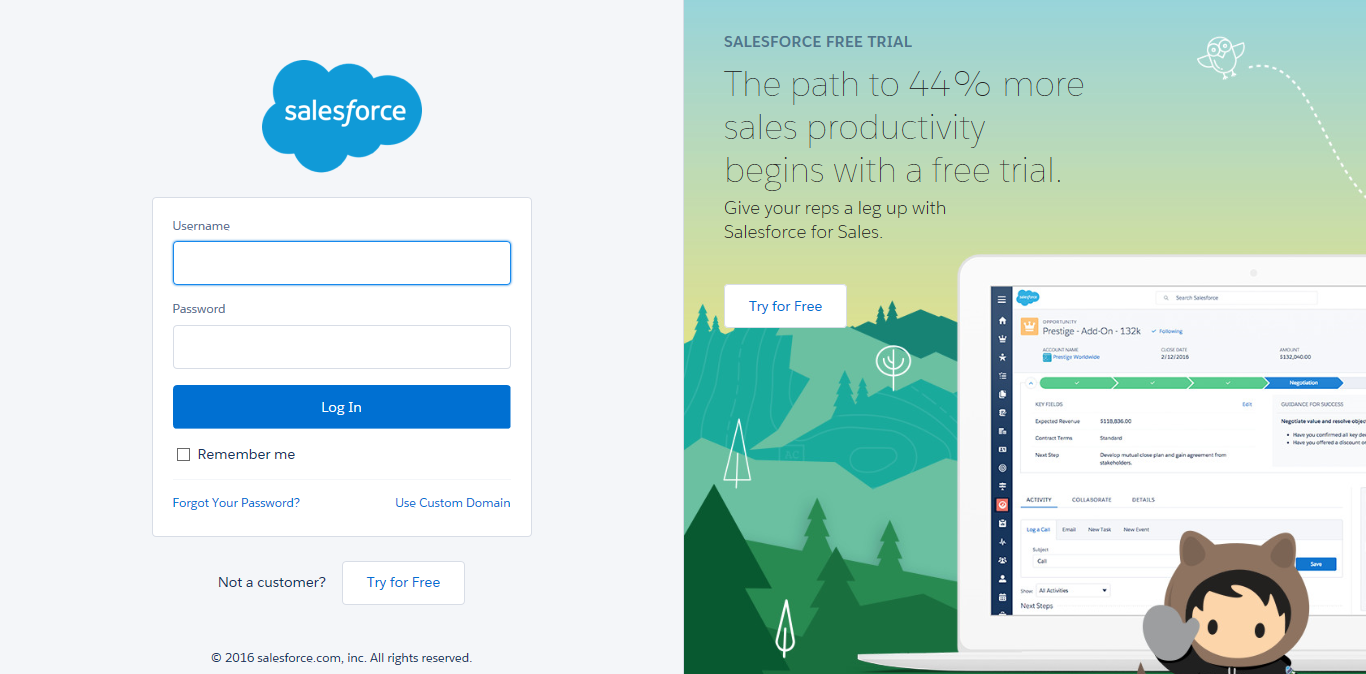 salesforce
Username
Password
Log In
Remember me
Forgot Your Password?
Use Custom Domain
Not a customer?
Try for Free
© 2016 salesforce.com, inc. All rights reserved.
SALESFORCE FREE TRIAL
The path to 44% more
sales productivity
begins with a free trial.
Give your reps a leg up with
Salesforce for Sales.
Try for Free
salesforce
Search Salesforce
OPPORTUNITY
Prestige - Add-On - 132k
Following
ACCOUNT NAME
CLOSE DATE
AMOUNT
Prestige Worldwide
2/12/2016
$132,040.00
Negotiation
KEY FIELDS
Edit
GUIDANCE FOR SUCCESS
Expected Revenue
$118,836.00
Negotiate value and resolve
Contract Terms
Standard
Have you confirmed all key
Have you offered a discount
Next Step
Develop mutual close plan and gain agreement from
stakeholders.
ACTIVITY
COLLABORATE
DETAILS
Log a Call
Email
New Task
New Event
Subject
Call
Save
Show:
All Activities
Next Steps